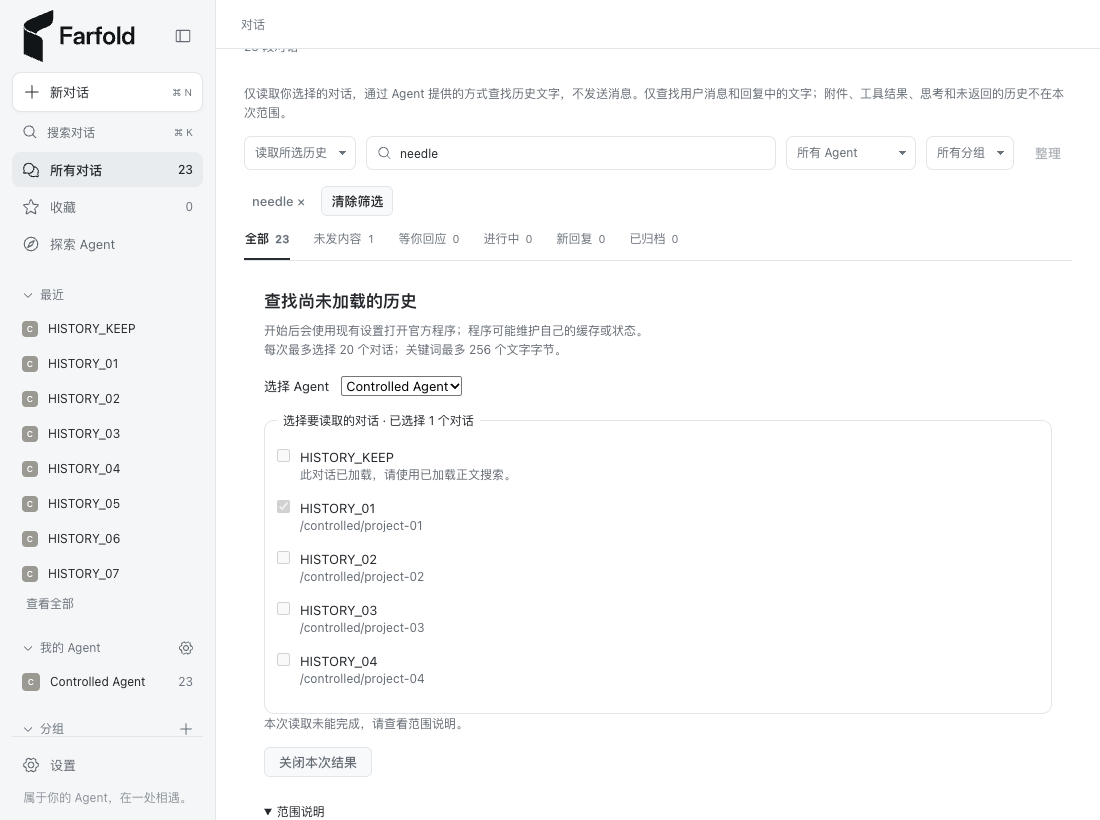 Farfold
新对话 ⌘ N
搜索对话 ⌘ K
所有对话 23
收藏 0
探索 Agent
最近
C HISTORY_KEEP
C HISTORY_01
C HISTORY_02
C HISTORY_03
C HISTORY_04
C HISTORY_05
C HISTORY_06
C HISTORY_07
查看全部
我的 Agent
C Controlled Agent 23
分组
设置
属于你的 Agent，在一处相遇。
对话
23 段对话
仅读取你选择的对话，通过 Agent 提供的方式查找历史文字，不发送消息。仅查找用户消息和回复中的文字；附件、工具结果、思考和未返回的历史不在本
次范围。
读取所选历史 needle 所有 Agent 所有分组 整理
needle × 清除筛选
全部 23 未发内容 1 等你回应 0 进行中 0 新回复 0 已归档 0
查找尚未加载的历史
开始后会使用现有设置打开官方程序；程序可能维护自己的缓存或状态。
每次最多选择 20 个对话；关键词最多 256 个文字字节。
选择 Agent Controlled Agent
选择要读取的对话 · 已选择 1 个对话
HISTORY_KEEP
此对话已加载，请使用已加载正文搜索。
HISTORY_01
/controlled/project-01
HISTORY_02
/controlled/project-02
HISTORY_03
/controlled/project-03
HISTORY_04
/controlled/project-04
本次读取未能完成，请查看范围说明。
关闭本次结果
▼ 范围说明